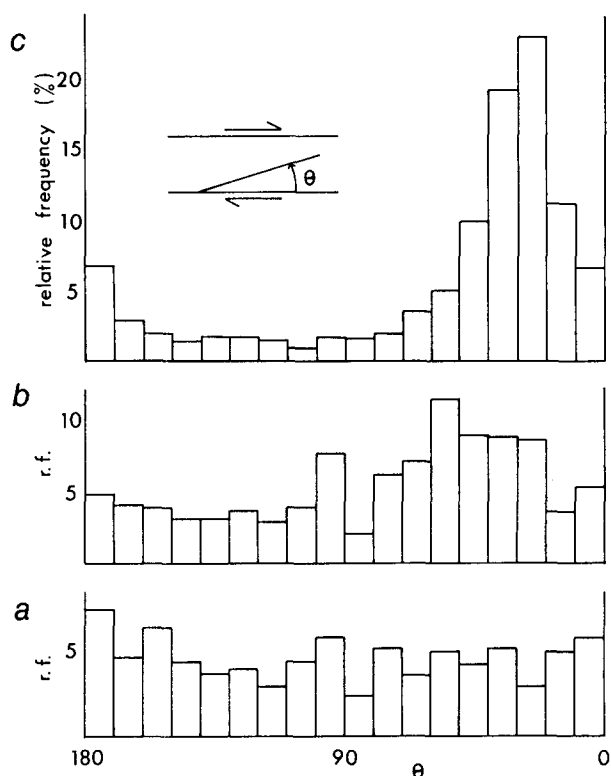 c
relative frequency (%)
20
15
10
5
θ
b
r.f.
10
5
a
r.f.
5
180
90
θ
0